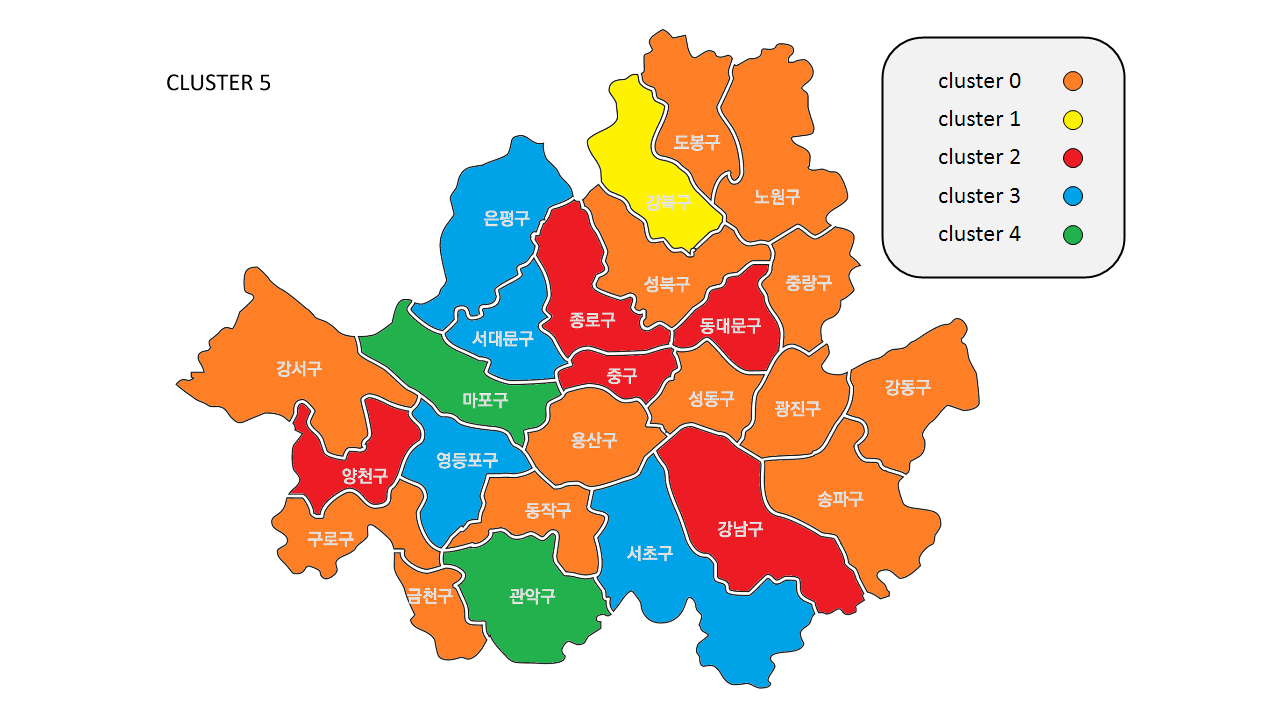 CLUSTER 5
cluster 0
cluster 1
cluster 2
cluster 3
cluster 4
도봉구
노원구
강북구
은평구
성북구
중랑구
종로구
동대문구
서대문구
강서구
중구
강동구
마포구
성동구
광진구
용산구
영등포구
양천구
송파구
동작구
강남구
구로구
서초구
금천구
관악구